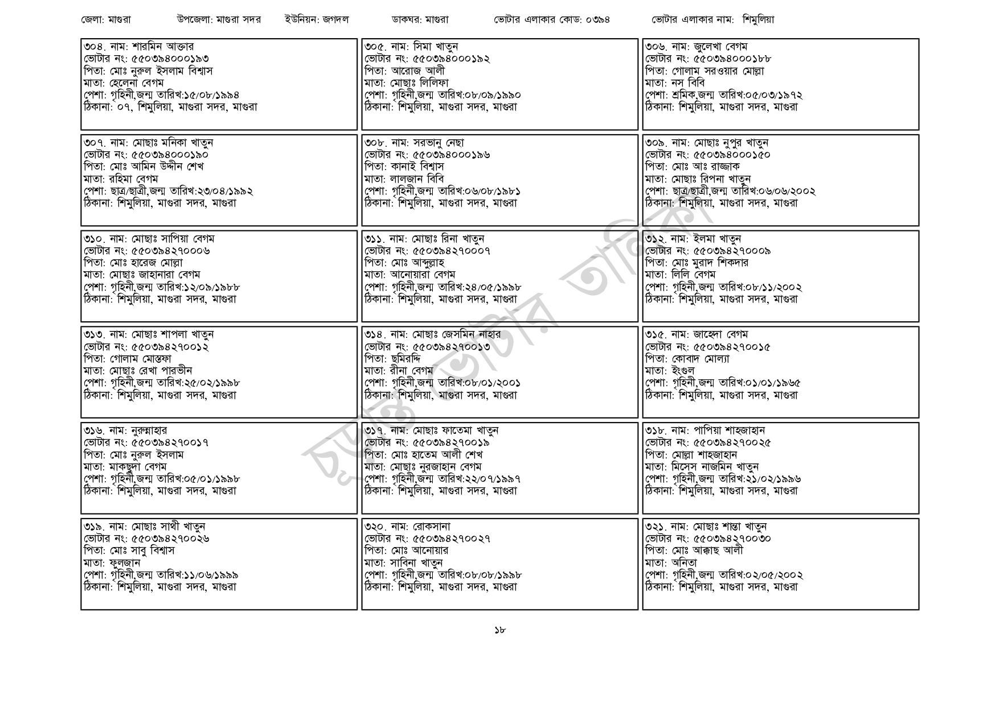 জেলা: মাগুরা উপজেলা: মাগুরা সদর ইউনিয়ন: জগদল ডাকঘর: মাগুরা ভোটার এলাকার কোড: ০৩৯৪ ভোটার এলাকার নাম: শিমুলিয়া
৩০৪. নাম: শারমিন আক্তার
ভোটার নং: ৫৫০৩৯৪০০০১৯৩
পিতা: মোঃ নুরুল ইসলাম বিশ্বাস
মাতা: হেলেনা বেগম
পেশা: গৃহিনী,জন্ম তারিখ:১৫/০৮/১৯৯৪
ঠিকানা: ০৭, শিমুলিয়া, মাগুরা সদর, মাগুরা
৩০৫. নাম: সিমা খাতুন
ভোটার নং: ৫৫০৩৯৪০০০১৯২
পিতা: আরোজ আলী
মাতা: মোছাঃ লিলিফা
পেশা: গৃহিনী,জন্ম তারিখ:০৮/০৯/১৯৯০
ঠিকানা: শিমুলিয়া, মাগুরা সদর, মাগুরা
৩০৬. নাম: জুলেখা বেগম
ভোটার নং: ৫৫০৩৯৪০০০১৮৮
পিতা: গোলাম সরওয়ার মোল্লা
মাতা: নস বিবি
পেশা: শ্রমিক,জন্ম তারিখ:০৫/০৩/১৯৭২
ঠিকানা: শিমুলিয়া, মাগুরা সদর, মাগুরা
৩০৭. নাম: মোছাঃ মনিকা খাতুন
ভোটার নং: ৫৫০৩৯৪০০০১৯০
পিতা: মোঃ আমিন উদ্দীন শেখ
মাতা: রহিমা বেগম
পেশা: ছাত্র/ছাত্রী,জন্ম তারিখ:২৩/০৪/১৯৯২
ঠিকানা: শিমুলিয়া, মাগুরা সদর, মাগুরা
৩০৮. নাম: সরভানু নেছা
ভোটার নং: ৫৫০৩৯৪০০০১৯৬
পিতা: কানাই বিশ্বাস
মাতা: লালজান বিবি
পেশা: গৃহিনী,জন্ম তারিখ:০৬/০৮/১৯৮১
ঠিকানা: শিমুলিয়া, মাগুরা সদর, মাগুরা
৩০৯. নাম: মোছাঃ নুপুর খাতুন
ভোটার নং: ৫৫০৩৯৪০০০১৫০
পিতা: মোঃ আঃ রাজ্জাক
মাতা: মোছাঃ রিপনা খাতুন
পেশা: ছাত্র/ছাত্রী,জন্ম তারিখ:০৬/০৬/২০০২
ঠিকানা: শিমুলিয়া, মাগুরা সদর, মাগুরা
৩১০. নাম: মোছাঃ সাপিয়া বেগম
ভোটার নং: ৫৫০৩৯৪২৭০০০৬
পিতা: মোঃ হারেজ মোল্লা
মাতা: মোছাঃ জাহানারা বেগম
পেশা: গৃহিনী,জন্ম তারিখ:১২/০৯/১৯৮৮
ঠিকানা: শিমুলিয়া, মাগুরা সদর, মাগুরা
৩১১. নাম: মোছাঃ রিনা খাতুন
ভোটার নং: ৫৫০৩৯৪২৭০০০৭
পিতা: মোঃ আব্দুল্লাহ
মাতা: আনোয়ারা বেগম
পেশা: গৃহিনী,জন্ম তারিখ:২৪/০৫/১৯৯৮
ঠিকানা: শিমুলিয়া, মাগুরা সদর, মাগুরা
৩১২. নাম: ইলমা খাতুন
ভোটার নং: ৫৫০৩৯৪২৭০০০৯
পিতা: মোঃ মুরাদ শিকদার
মাতা: লিলি বেগম
পেশা: গৃহিনী,জন্ম তারিখ:০৮/১১/২০০২
ঠিকানা: শিমুলিয়া, মাগুরা সদর, মাগুরা
৩১৩. নাম: মোছাঃ শাপলা খাতুন
ভোটার নং: ৫৫০৩৯৪২৭০০১২
পিতা: গোলাম মোস্তফা
মাতা: মোছাঃ রেখা পারভীন
পেশা: গৃহিনী,জন্ম তারিখ:২৫/০২/১৯৯৮
ঠিকানা: শিমুলিয়া, মাগুরা সদর, মাগুরা
৩১৪. নাম: মোছাঃ জেসমিন নাহার
ভোটার নং: ৫৫০৩৯৪২৭০০১৩
পিতা: ছমিরদ্দি
মাতা: রীনা বেগম
পেশা: গৃহিনী,জন্ম তারিখ:০৮/০১/২০০১
ঠিকানা: শিমুলিয়া, মাগুরা সদর, মাগুরা
৩১৫. নাম: জাহেদা বেগম
ভোটার নং: ৫৫০৩৯৪২৭০০১৫
পিতা: কোবাদ মোল্যা
মাতা: ইংগুল
পেশা: গৃহিনী,জন্ম তারিখ:০১/০১/১৯৬৫
ঠিকানা: শিমুলিয়া, মাগুরা সদর, মাগুরা
৩১৬. নাম: নুরুন্নাহার
ভোটার নং: ৫৫০৩৯৪২৭০০১৭
পিতা: মোঃ নুরুল ইসলাম
মাতা: মাকছুদা বেগম
পেশা: গৃহিনী,জন্ম তারিখ:০৫/০১/১৯৯৮
ঠিকানা: শিমুলিয়া, মাগুরা সদর, মাগুরা
৩১৭. নাম: মোছাঃ ফাতেমা খাতুন
ভোটার নং: ৫৫০৩৯৪২৭০০১৯
পিতা: মোঃ হাতেম আলী শেখ
মাতা: মোছাঃ নুরজাহান বেগম
পেশা: গৃহিনী,জন্ম তারিখ:২২/০৭/১৯৯৭
ঠিকানা: শিমুলিয়া, মাগুরা সদর, মাগুরা
৩১৮. নাম: পাপিয়া শাহজাহান
ভোটার নং: ৫৫০৩৯৪২৭০০২৫
পিতা: মোল্লা শাহজাহান
মাতা: মিসেস নাজমিন খাতুন
পেশা: গৃহিনী,জন্ম তারিখ:২১/০২/১৯৯৬
ঠিকানা: শিমুলিয়া, মাগুরা সদর, মাগুরা
৩১৯. নাম: মোছাঃ সাথী খাতুন
ভোটার নং: ৫৫০৩৯৪২৭০০২৬
পিতা: মোঃ সাবু বিশ্বাস
মাতা: ফুলজান
পেশা: গৃহিনী,জন্ম তারিখ:১১/০৬/১৯৯৯
ঠিকানা: শিমুলিয়া, মাগুরা সদর, মাগুরা
৩২০. নাম: রোকসানা
ভোটার নং: ৫৫০৩৯৪২৭০০২৭
পিতা: মোঃ আনোয়ার
মাতা: সাবিনা খাতুন
পেশা: গৃহিনী,জন্ম তারিখ:০৮/০৮/১৯৯৮
ঠিকানা: শিমুলিয়া, মাগুরা সদর, মাগুরা
৩২১. নাম: মোছাঃ শান্তা খাতুন
ভোটার নং: ৫৫০৩৯৪২৭০০৩০
পিতা: মোঃ আক্কাছ আলী
মাতা: অনিতা
পেশা: গৃহিনী,জন্ম তারিখ:০২/০৫/২০০২
ঠিকানা: শিমুলিয়া, মাগুরা সদর, মাগুরা
চূড়ান্ত ভোটার তালিকা
১৮